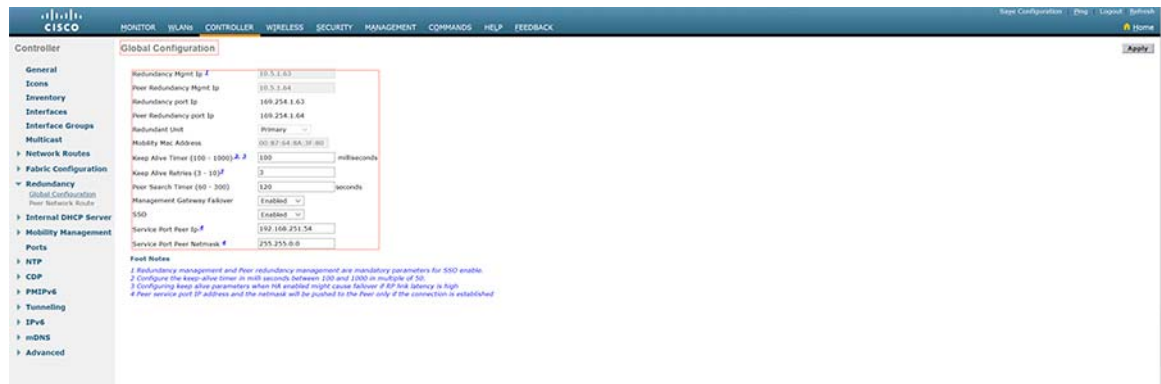 Save Configuration | Ping | Logout | Refresh
CISCO
MONITOR WLANs CONTROLLER WIRELESS SECURITY MANAGEMENT COMMANDS HELP FEEDBACK
Home
Controller
Global Configuration
Apply
General
Icons
Inventory
Interfaces
Interface Groups
Multicast
Network Routes
Fabric Configuration
Redundancy
Global Configuration
Peer Network Route
Internal DHCP Server
Mobility Management
Ports
NTP
CDP
PMIPv6
Tunneling
IPv6
mDNS
Advanced
Redundancy Mgmt Ip 1 10.5.1.63
Peer Redundancy Mgmt Ip 10.5.1.64
Redundancy port Ip 169.254.1.63
Peer Redundancy port Ip 169.254.1.64
Redundant Unit Primary
Mobility Mac Address 00:87:64:8A:3F:80
Keep Alive Timer (100 - 1000) 2, 3 100 milliseconds
Keep Alive Retries (3 - 10) 3
Peer Search Timer (60 - 300) 120 seconds
Management Gateway Failover Enabled
SSO Enabled
Service Port Peer Ip 4 192.168.251.54
Service Port Peer Netmask 4 255.255.0.0
Foot Notes
1 Redundancy management and Peer redundancy management are mandatory parameters for SSO enable.
2 Configure the keep-alive timer in milli seconds between 100 and 1000 in multiple of 50.
3 Configuring keep alive parameters when HA enabled might cause failover if RP link latency is high
4 Peer service port IP address and the netmask will be pushed to the Peer only if the connection is established